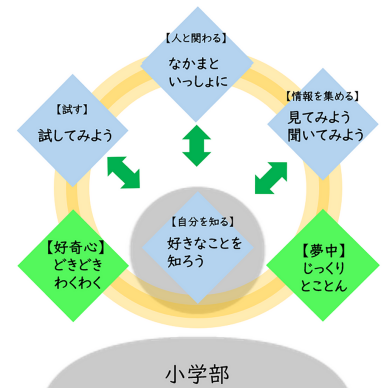 【人と関わる】
なかまと
いっしょに
【試す】
試してみよう
【情報を集める】
見てみよう
聞いてみよう
【自分を知る】
好きなことを
知ろう
【好奇心】
どきどき
わくわく
【夢中】
じっくり
とことん
小学部